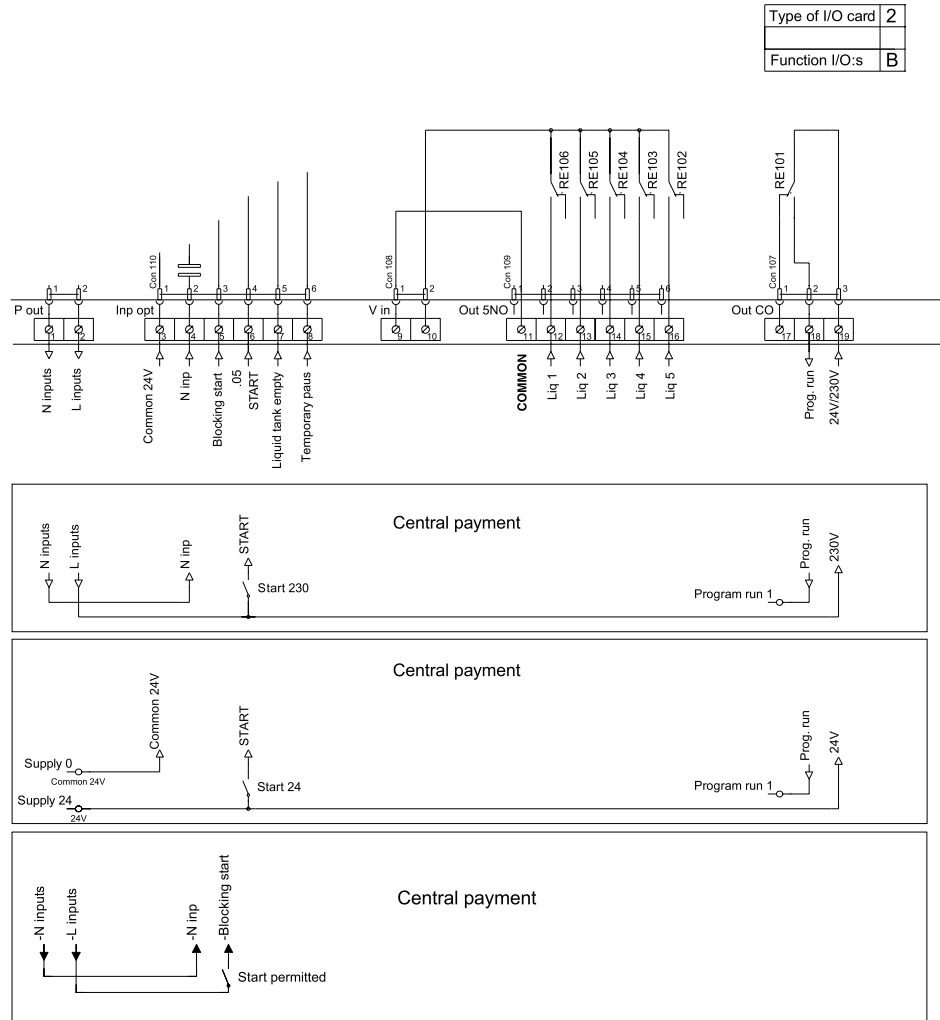 Type of I/O card 2
Function I/O:s B
RE106
RE105
RE104
RE103
RE102
RE101
Con 110
Con 108
Con 109
Con 107
1 2
1 2 3 4 5 6
1 2
1 2 3 4 5 6
1 2 3
P out
Inp opt
V in
Out 5NO
Out CO
1 2
3 4 5 6 7 8
9 10
11 12 13 14 15 16
17 18 19
N inputs
L inputs
Common 24V
N inp
Blocking start
.05
START
Liquid tank empty
Temporary paus
COMMON
Liq 1
Liq 2
Liq 3
Liq 4
Liq 5
Prog. run
24V/230V
Central payment
N inputs
L inputs
N inp
START
Start 230
Program run 1
Prog. run
230V
Central payment
Common 24V
START
Supply 0
Common 24V
Supply 24
24V
Start 24
Program run 1
Prog. run
24V
Central payment
-N inputs
-L inputs
-N inp
-Blocking start
Start permitted